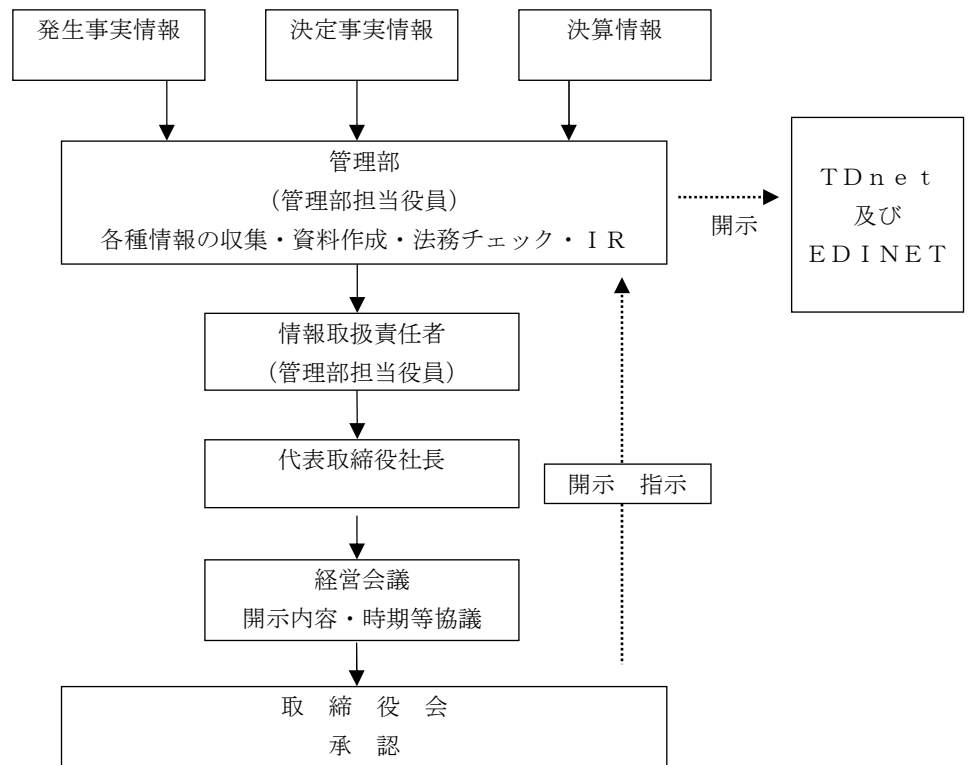 発生事実情報
決定事実情報
決算情報
管理部
(管理部担当役員)
各種情報の収集・資料作成・法務チェック・ＩＲ
開示
ＴＤｎｅｔ
及び
ＥＤＩＮＥＴ
情報取扱責任者
(管理部担当役員)
代表取締役社長
開示　指示
経営会議
開示内容・時期等協議
取　締　役　会
承　認